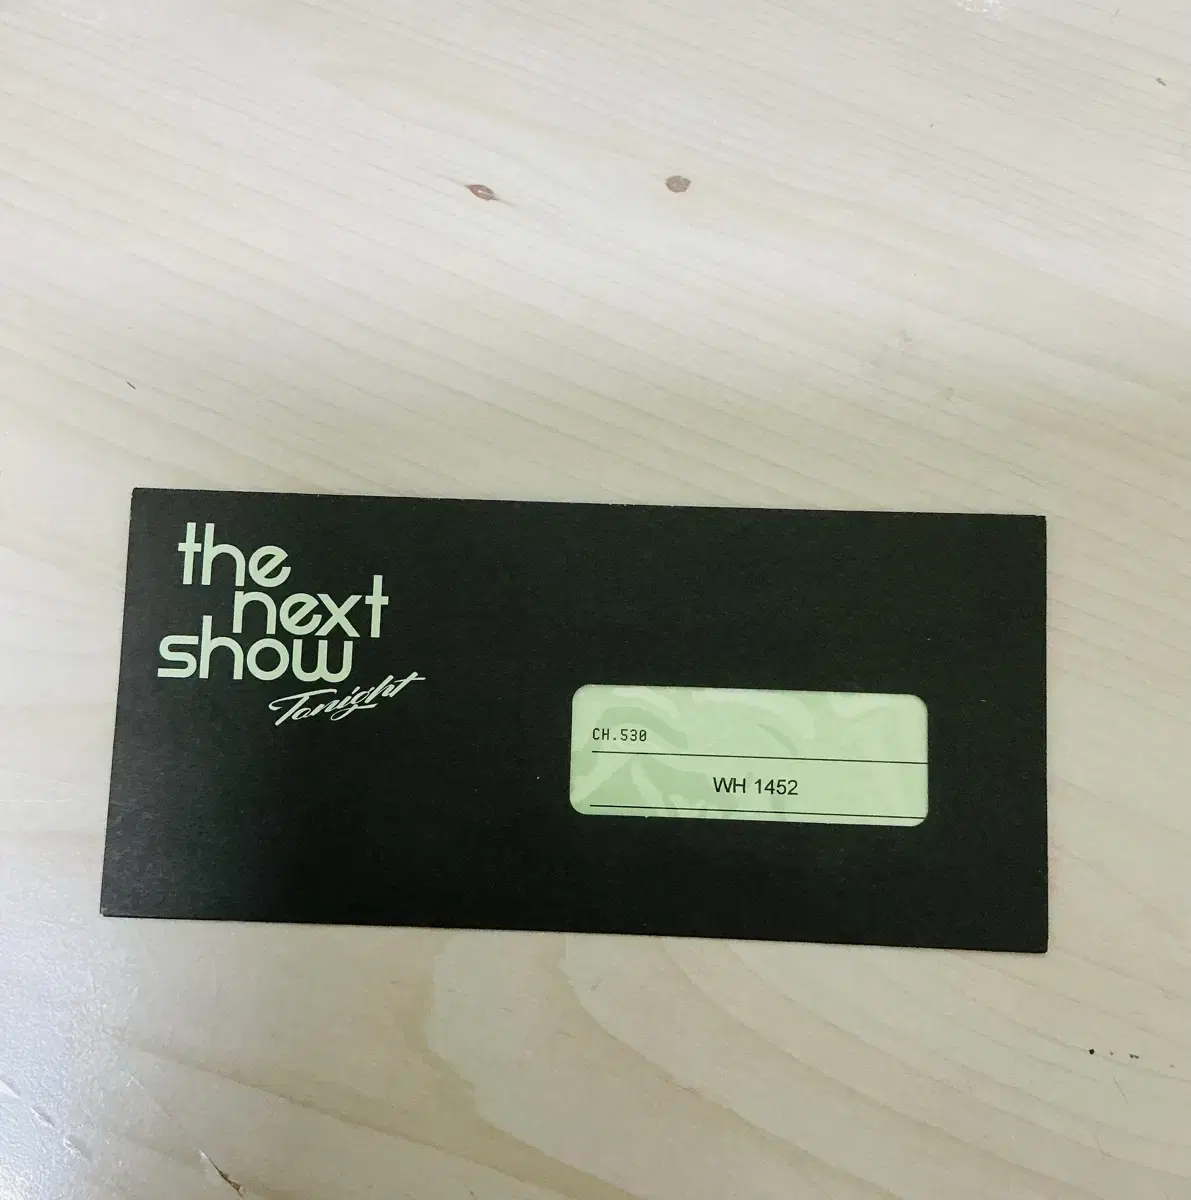 the
next
show
Tonight
CH.530
WH 1452